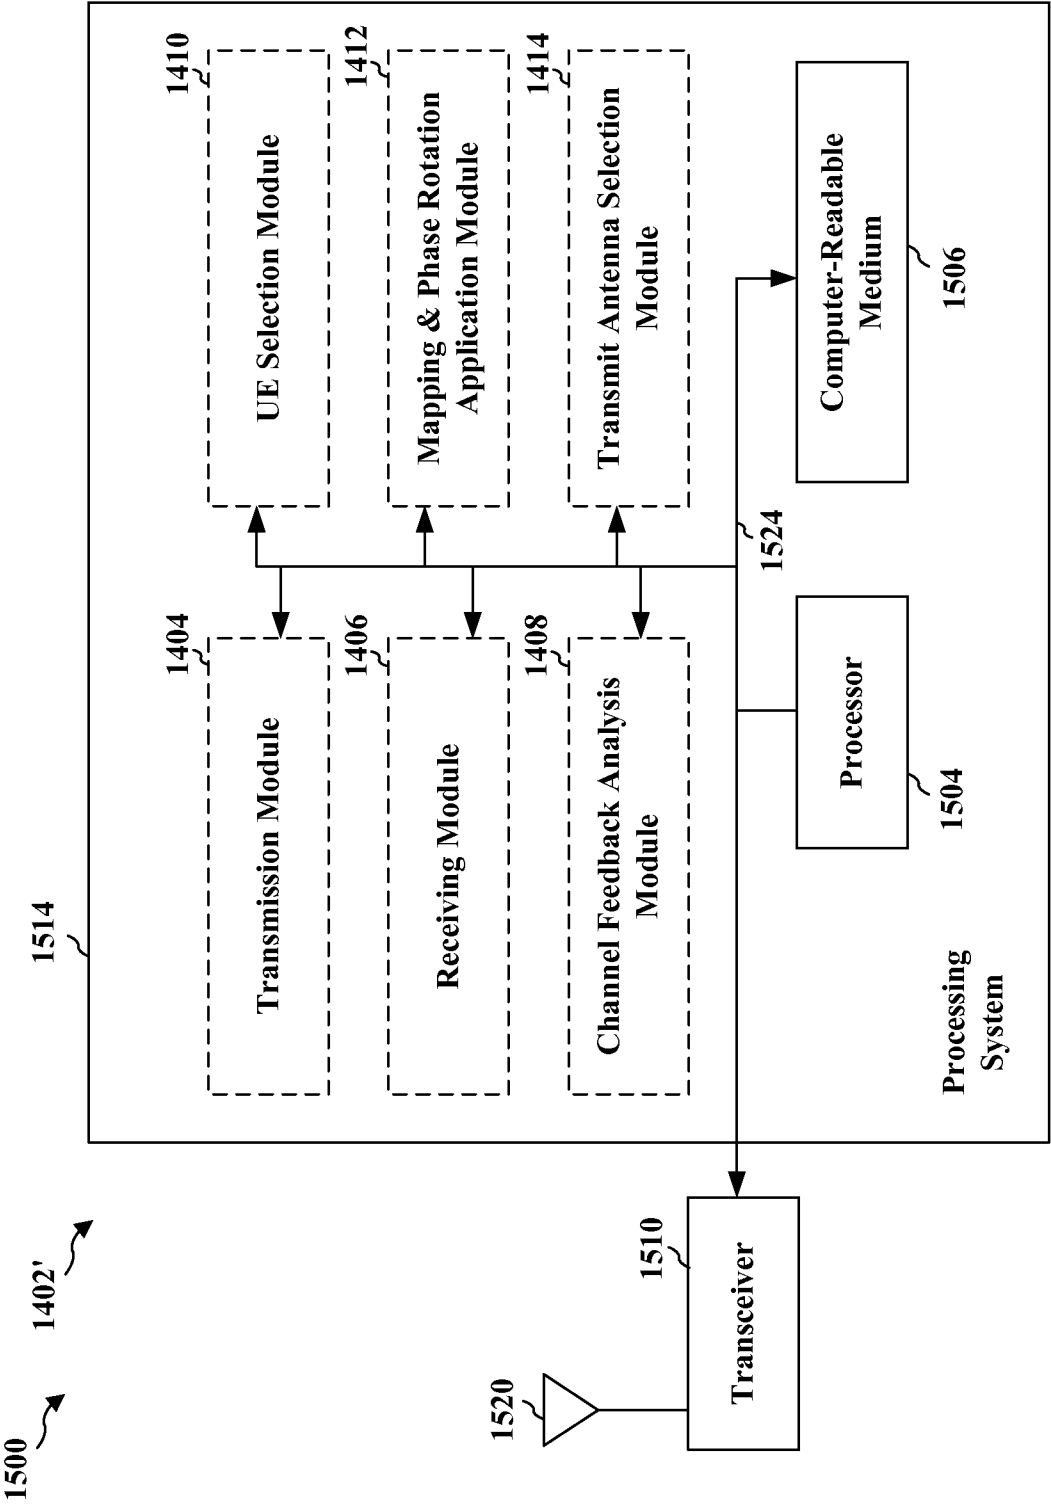 1500
1402'
1514
1404
Transmission Module
1410
UE Selection Module
1406
Receiving Module
1412
Mapping & Phase Rotation
Application Module
1408
Channel Feedback Analysis
Module
1414
Transmit Antenna Selection
Module
1520
1510
Transceiver
1524
Processor
1504
Computer-Readable
Medium
1506
Processing
System